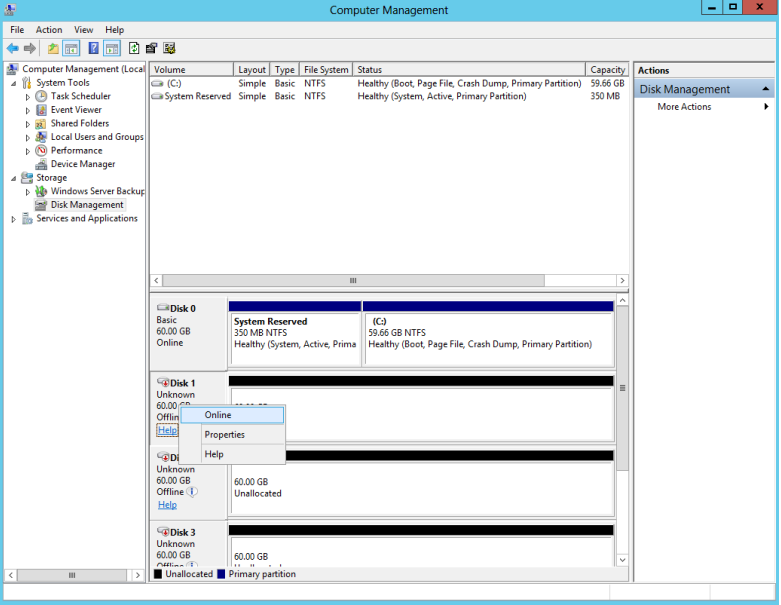 Computer Management
File Action View Help
Computer Management (Local
System Tools
Task Scheduler
Event Viewer
Shared Folders
Local Users and Groups
Performance
Device Manager
Storage
Windows Server Backup
Disk Management
Services and Applications
Volume Layout Type File System Status Capacity
(C:) Simple Basic NTFS Healthy (Boot, Page File, Crash Dump, Primary Partition) 59.66 GB
System Reserved Simple Basic NTFS Healthy (System, Active, Primary Partition) 350 MB
Disk 0
Basic
60.00 GB
Online
System Reserved
350 MB NTFS
Healthy (System, Active, Prima
(C:)
59.66 GB NTFS
Healthy (Boot, Page File, Crash Dump, Primary Partition)
Disk 1
Unknown
60.00
Offlin
Help
Online
Properties
Help
Di
Unknown
60.00 GB
Offline
Help
60.00 GB
Unallocated
Disk 3
Unknown
60.00 GB
Offline
60.00 GB
Unallocated
Unallocated Primary partition
Actions
Disk Management
More Actions